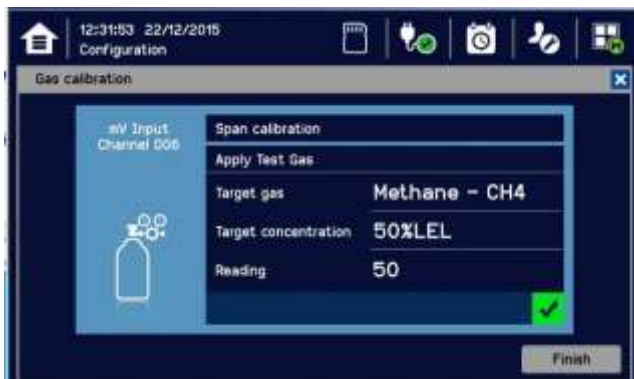 12:31:53 22/12/2015
Configuration
Gas calibration
mV Input
Channel 006
Span calibration
Apply Test Gas
Target gas Methane - CH4
Target concentration 50%LEL
Reading 50
Finish